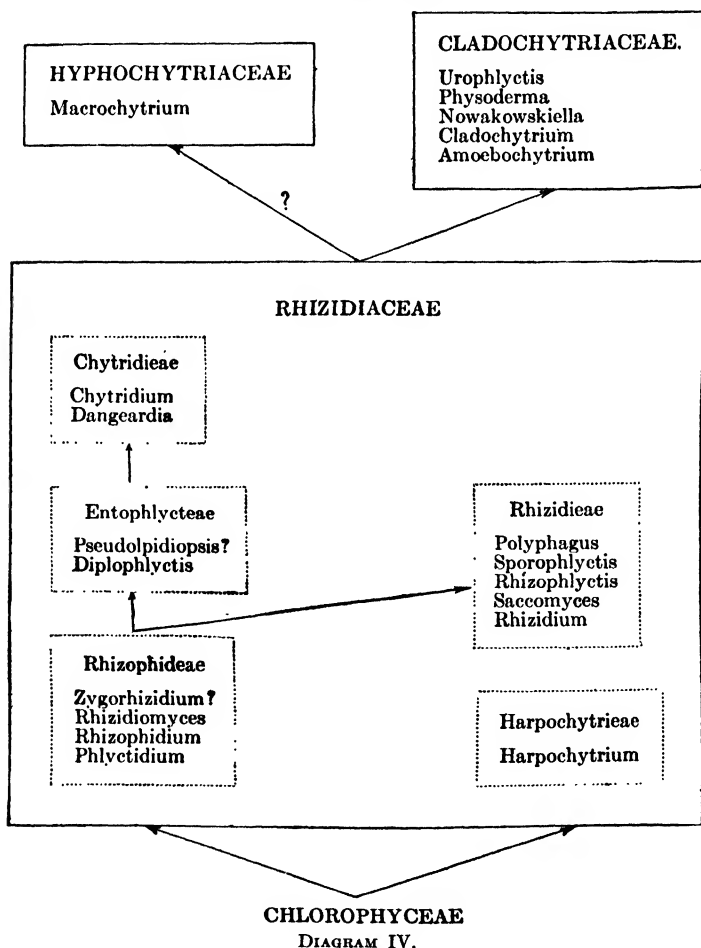 HYPHOCHYTRIACEAE
Macrochytrium
CLADOCHYTRIACEAE.
Urophlyctis
Physoderma
Nowakowskiella
Cladochytrium
Amoebochytrium
?
RHIZIDIACEAE
Chytridieae
Chytridium
Dangeardia
Entophlycteae
Pseudolpidiopsis?
Diplophlyctis
Rhizidieae
Polyphagus
Sporophlyctis
Rhizophlyctis
Saccomyces
Rhizidium
Rhizophideae
Zygorhizidium?
Rhizidiomyces
Rhizophidium
Phlyctidium
Harpochytrieae
Harpochytrium
CHLOROPHYCEAE
DIAGRAM IV.